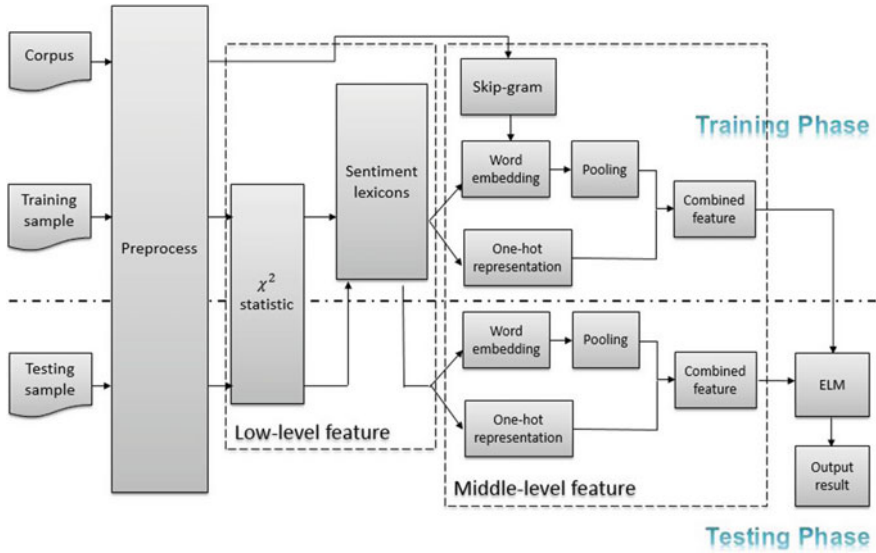 Corpus
Skip-gram
Training Phase
Training
sample
Preprocess
Sentiment
lexicons
Word
embedding
Pooling
Combined
feature
One-hot
representation
χ²
statistic
Testing
sample
Word
embedding
Pooling
Combined
feature
ELM
One-hot
representation
Low-level feature
Output
result
Middle-level feature
Testing Phase